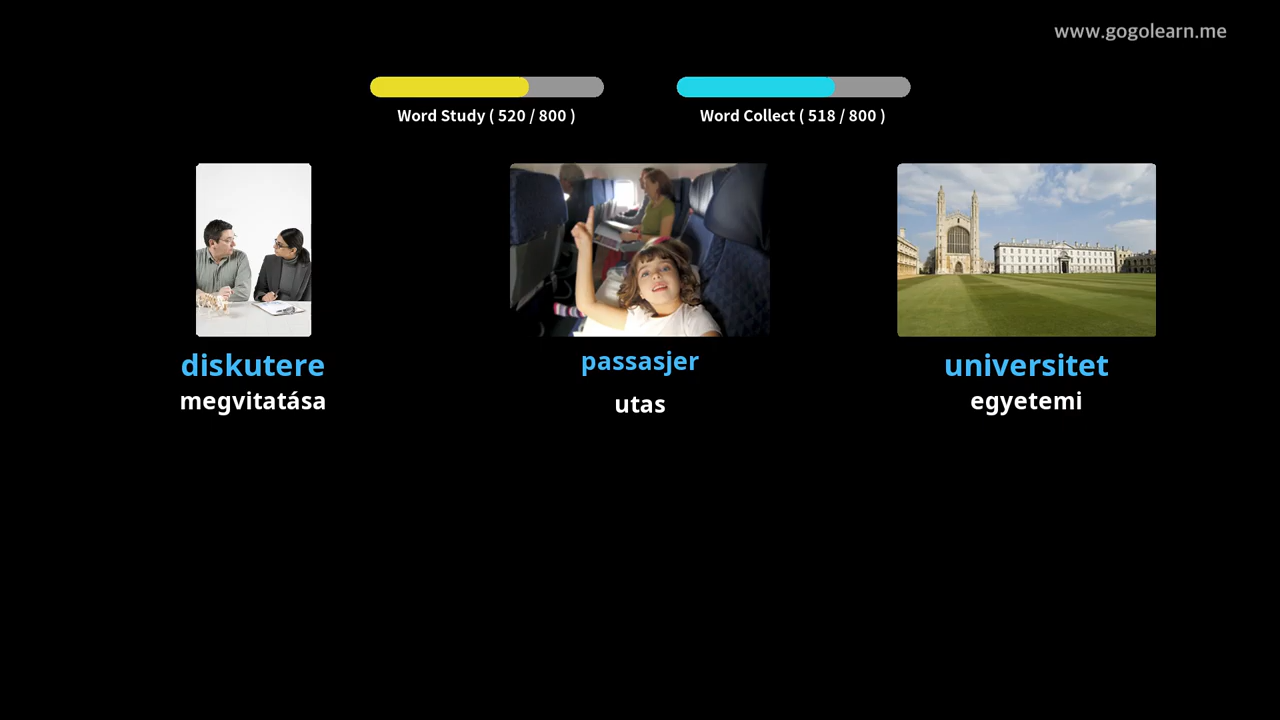 www.gogolearn.me
Word Study ( 520 / 800 )
Word Collect ( 518 / 800 )
diskutere
megvitatása
passasjer
utas
universitet
egyetemi